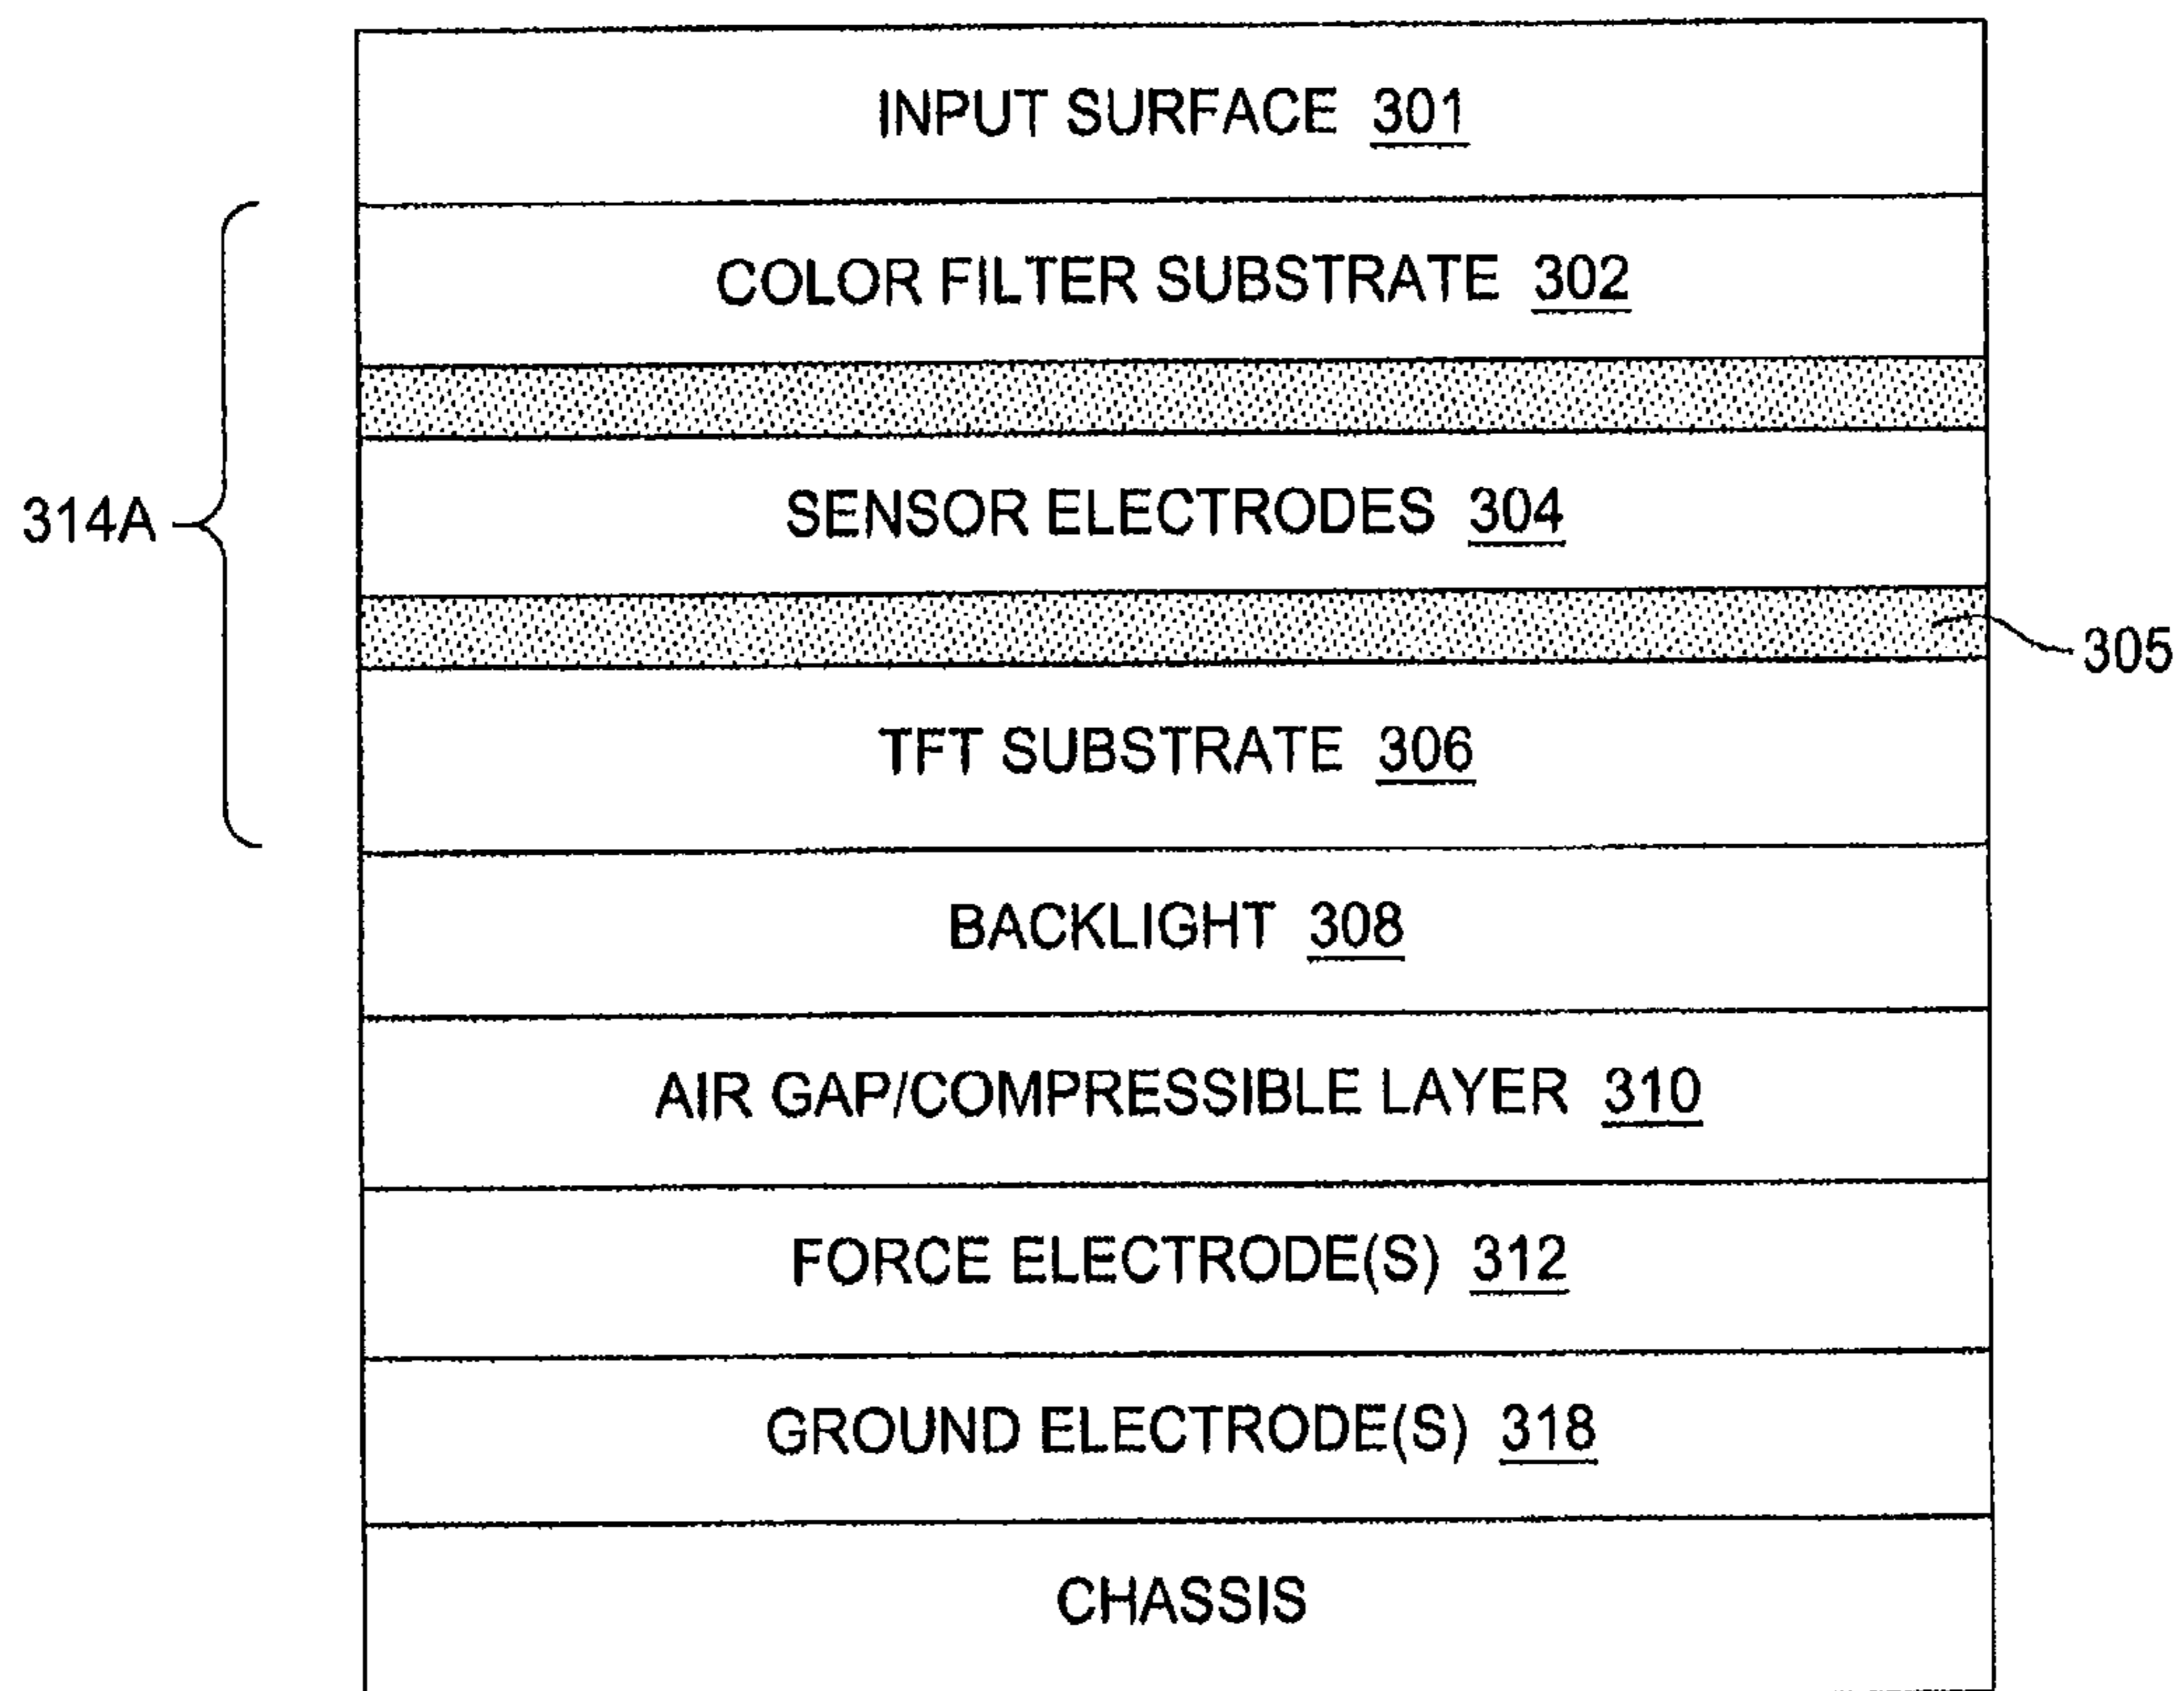 INPUT SURFACE 301
COLOR FILTER SUBSTRATE 302
314A
SENSOR ELECTRODES 304
305
TFT SUBSTRATE 306
BACKLIGHT 308
AIR GAP/COMPRESSIBLE LAYER 310
FORCE ELECTRODE(S) 312
GROUND ELECTRODE(S) 318
CHASSIS